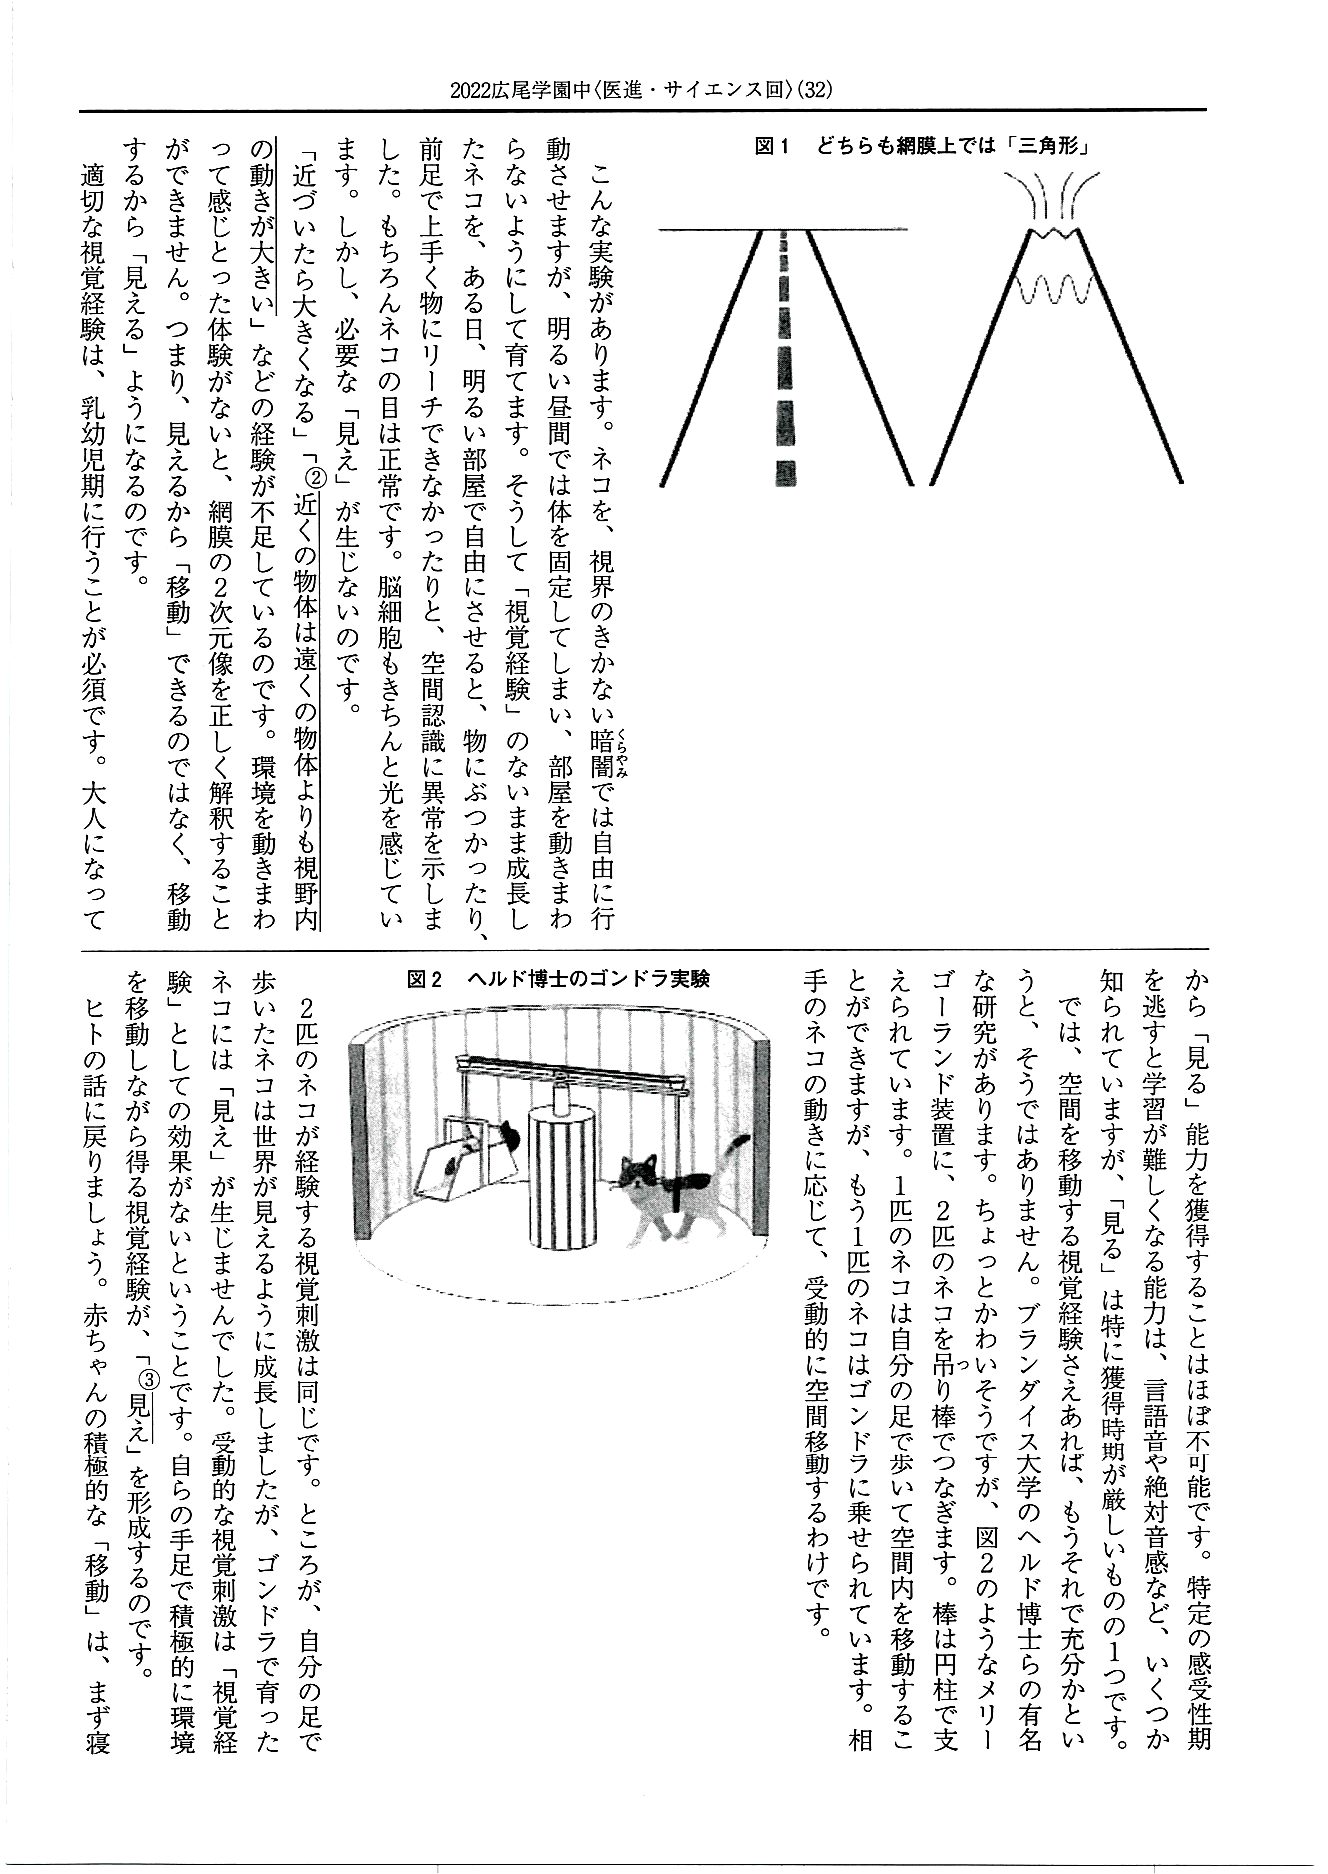 2022広尾学園中〈医進・サイエンス回〉(32)
図1　どちらも網膜上では「三角形」
こんな実験があります。ネコを、視界のきかない暗闇では自由に行
くらやみ
動させますが、明るい昼間では体を固定してしまい、部屋を動きまわ
らないようにして育てます。そうして「視覚経験」のないまま成長し
たネコを、ある日、明るい部屋で自由にさせると、物にぶつかったり、
前足で上手く物にリーチできなかったりと、空間認識に異常を示しま
した。もちろんネコの目は正常です。脳細胞もきちんと光を感じてい
ます。しかし、必要な「見え」が生じないのです。
「近づいたら大きくなる」「②近くの物体は遠くの物体よりも視野内
の動きが大きい」などの経験が不足しているのです。環境を動きまわ
って感じとった体験がないと、網膜の2次元像を正しく解釈すること
ができません。つまり、見えるから「移動」できるのではなく、移動
するから「見える」ようになるのです。
適切な視覚経験は、乳幼児期に行うことが必須です。大人になって
から「見る」能力を獲得することはほぼ不可能です。特定の感受性期
を逃すと学習が難しくなる能力は、言語音や絶対音感など、いくつか
知られていますが、「見る」は特に獲得時期が厳しいものの1つです。
では、空間を移動する視覚経験さえあれば、もうそれで充分かとい
うと、そうではありません。ブランダイス大学のヘルド博士らの有名
な研究があります。ちょっとかわいそうですが、図2のようなメリー
ゴーランド装置に、2匹のネコを吊り棒でつなぎます。棒は円柱で支
つ
えられています。1匹のネコは自分の足で歩いて空間内を移動するこ
とができますが、もう1匹のネコはゴンドラに乗せられています。相
手のネコの動きに応じて、受動的に空間移動するわけです。
図2　ヘルド博士のゴンドラ実験
2匹のネコが経験する視覚刺激は同じです。ところが、自分の足で
歩いたネコは世界が見えるように成長しましたが、ゴンドラで育った
ネコには「見え」が生じませんでした。受動的な視覚刺激は「視覚経
験」としての効果がないということです。自らの手足で積極的に環境
を移動しながら得る視覚経験が、「③見え」を形成するのです。
ヒトの話に戻りましょう。赤ちゃんの積極的な「移動」は、まず寝